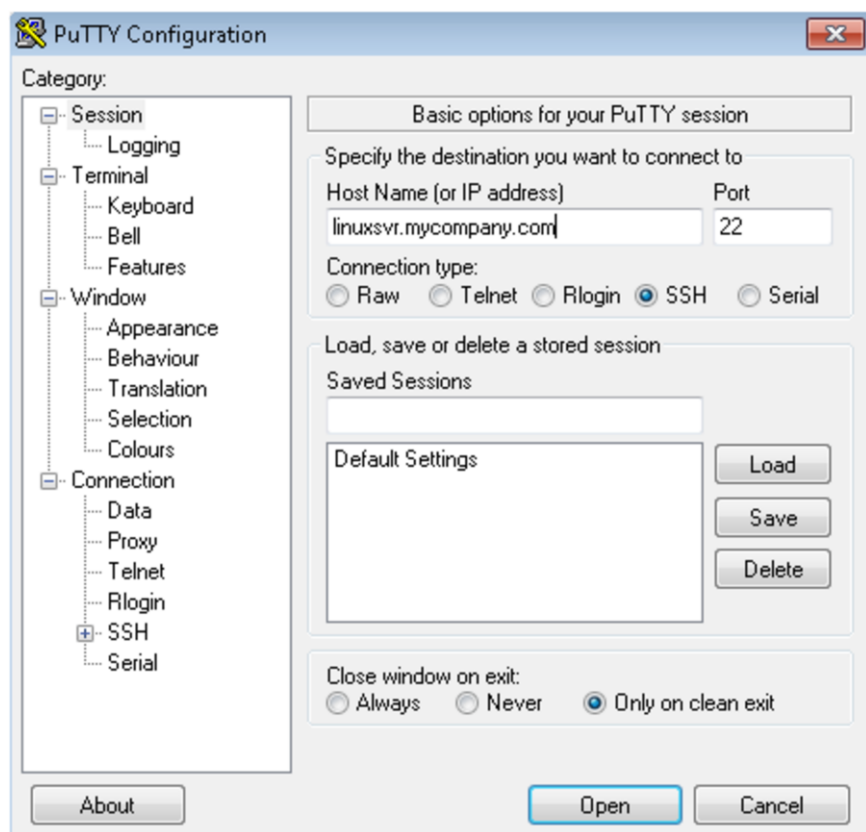 PuTTY Configuration
Category:
Session
Logging
Terminal
Keyboard
Bell
Features
Window
Appearance
Behaviour
Translation
Selection
Colours
Connection
Data
Proxy
Telnet
Rlogin
SSH
Serial
Basic options for your PuTTY session
Specify the destination you want to connect to
Host Name (or IP address) Port
linuxsvr.mycompany.com 22
Connection type:
Raw Telnet Rlogin SSH Serial
Load, save or delete a stored session
Saved Sessions
Default Settings
Load
Save
Delete
Close window on exit:
Always Never Only on clean exit
About Open Cancel